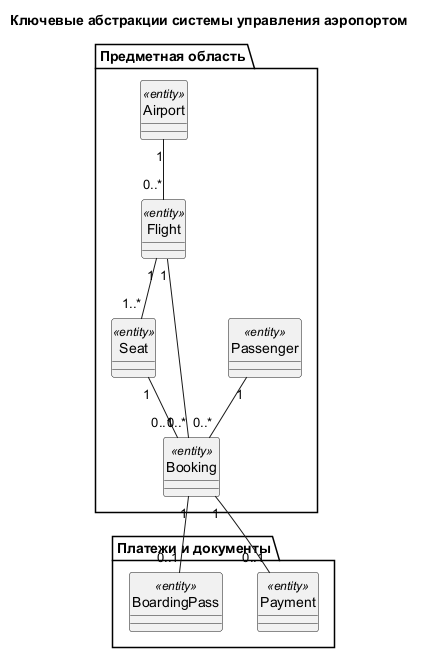 Ключевые абстракции системы управления аэропортом
Предметная область
«entity»
Airport
1
0..*
«entity»
Flight
1 1
1..*
«entity» «entity»
Seat Passenger
1 1
0..1 0..* 0..*
«entity»
Booking
1 1
Платежи и документы
0..1 0..1
«entity» «entity»
BoardingPass Payment